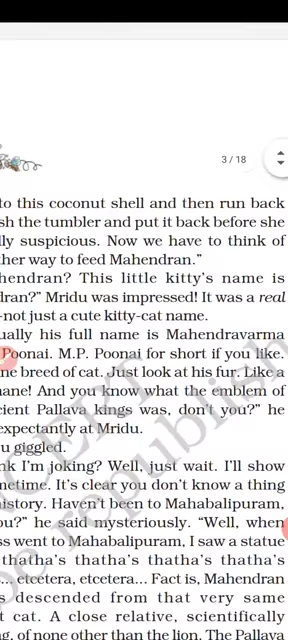 3 / 18
to this coconut shell and then run back
sh the tumbler and put it back before she
lly suspicious. Now we have to think of
ther way to feed Mahendran."
hendran? This little kitty's name is
dran?" Mridu was impressed! It was a real
-not just a cute kitty-cat name.
ually his full name is Mahendravarma
Poonai. M.P. Poonai for short if you like.
ne breed of cat. Just look at his fur. Like a
ane! And you know what the emblem of
cient Pallava kings was, don't you?" he
expectantly at Mridu.
u giggled.
nk I'm joking? Well, just wait. I'll show
metime. It's clear you don't know a thing
history. Haven't been to Mahabalipuram,
ou?" he said mysteriously. "Well, when
ss went to Mahabalipuram, I saw a statue
thatha's thatha's thatha's thatha's
... etcetera, etcetera... Fact is, Mahendran
s descended from that very same
t cat. A close relative, scientifically
ng, of none other than the lion. The Pallava
republish